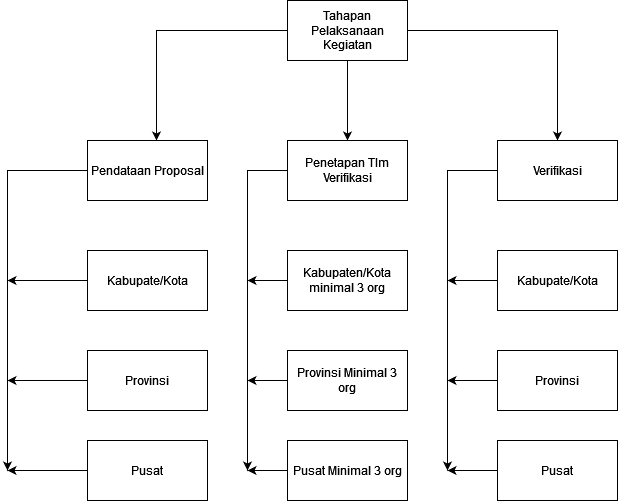 Tahapan
Pelaksanaan
Kegiatan
Pendataan Proposal
Penetapan TIm
Verifikasi
Verifikasi
Kabupate/Kota
Kabupaten/Kota
minimal 3 org
Kabupate/Kota
Provinsi
Provinsi Minimal 3
org
Provinsi
Pusat
Pusat Minimal 3 org
Pusat